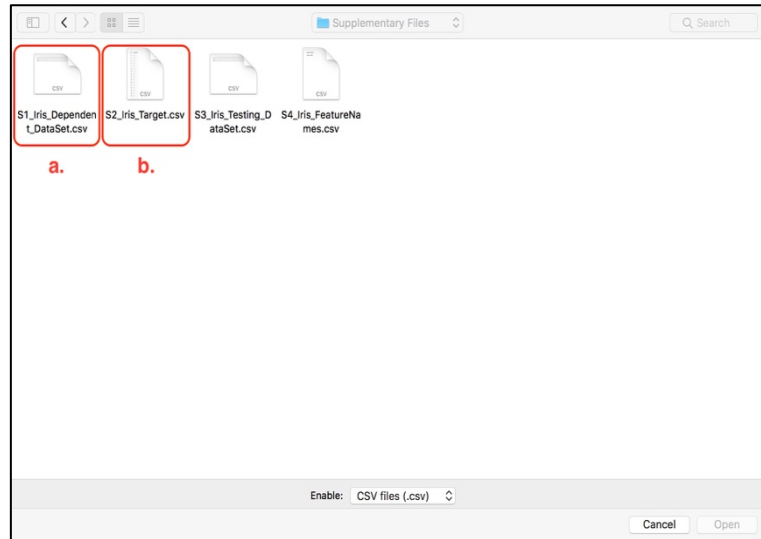 Supplementary Files
Search
CSV
CSV
CSV
CSV
S1_Iris_Dependen
t_DataSet.csv
S2_Iris_Target.csv
S3_Iris_Testing_D
ataSet.csv
S4_Iris_FeatureNa
mes.csv
a.
b.
Enable:
CSV files (.csv)
Cancel
Open